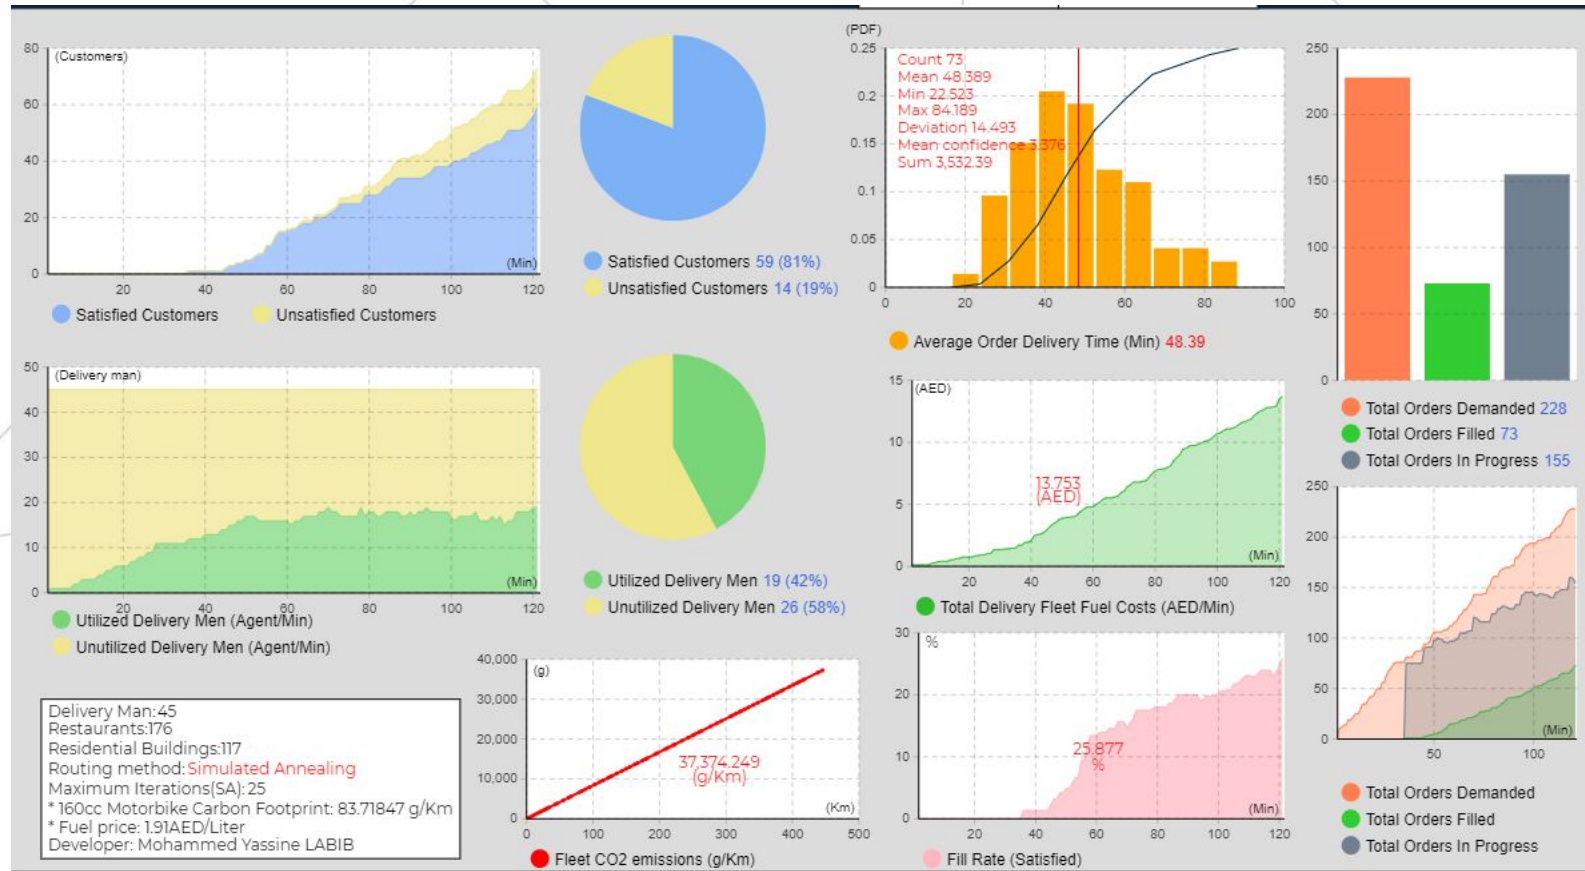 (Customers)
80
60
40
20
0
(Min)
20 40 60 80 100 120
Satisfied Customers Unsatisfied Customers
Satisfied Customers 59 (81%)
Unsatisfied Customers 14 (19%)
(PDF)
0.25
0.2
0.15
0.1
0.05
0
Count 73
Mean 48.389
Min 22.523
Max 84.189
Deviation 14.493
Mean confidence 3.376
Sum 3,532.39
0 20 40 60 80 100
Average Order Delivery Time (Min) 48.39
250
200
150
100
50
0
Total Orders Demanded 228
Total Orders Filled 73
Total Orders In Progress 155
(Delivery man)
50
40
30
20
10
0
(Min)
20 40 60 80 100 120
Utilized Delivery Men (Agent/Min)
Unutilized Delivery Men (Agent/Min)
Utilized Delivery Men 19 (42%)
Unutilized Delivery Men 26 (58%)
(AED)
15
10
5
0
13.753
(AED)
(Min)
20 40 60 80 100 120
Total Delivery Fleet Fuel Costs (AED/Min)
Delivery Man:45
Restaurants:176
Residential Buildings:117
Routing method: Simulated Annealing
Maximum Iterations(SA): 25
* 160cc Motorbike Carbon Footprint: 83.71847 g/Km
* Fuel price: 1.91AED/Liter
Developer: Mohammed Yassine LABIB
(g)
40,000
30,000
20,000
10,000
0
37,374.249
(g/Km)
(Km)
0 100 200 300 400 500
Fleet CO2 emissions (g/Km)
%
30
20
10
0
25.877
%
(Min)
20 40 60 80 100 120
Fill Rate (Satisfied)
250
200
150
100
50
0
(Min)
50 100
Total Orders Demanded
Total Orders Filled
Total Orders In Progress